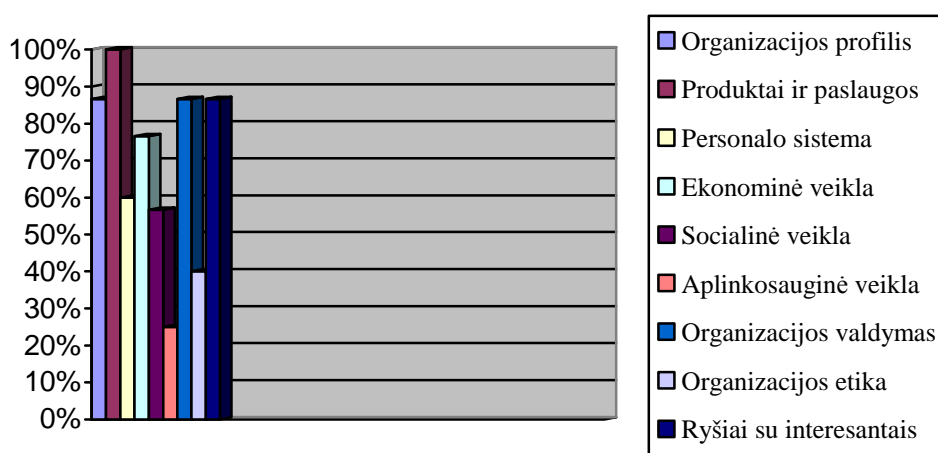 100%
90%
80%
70%
60%
50%
40%
30%
20%
10%
0%
Organizacijos profilis
Produktai ir paslaugos
Personalo sistema
Ekonominė veikla
Socialinė veikla
Aplinkosauginė veikla
Organizacijos valdymas
Organizacijos etika
Ryšiai su interesantais